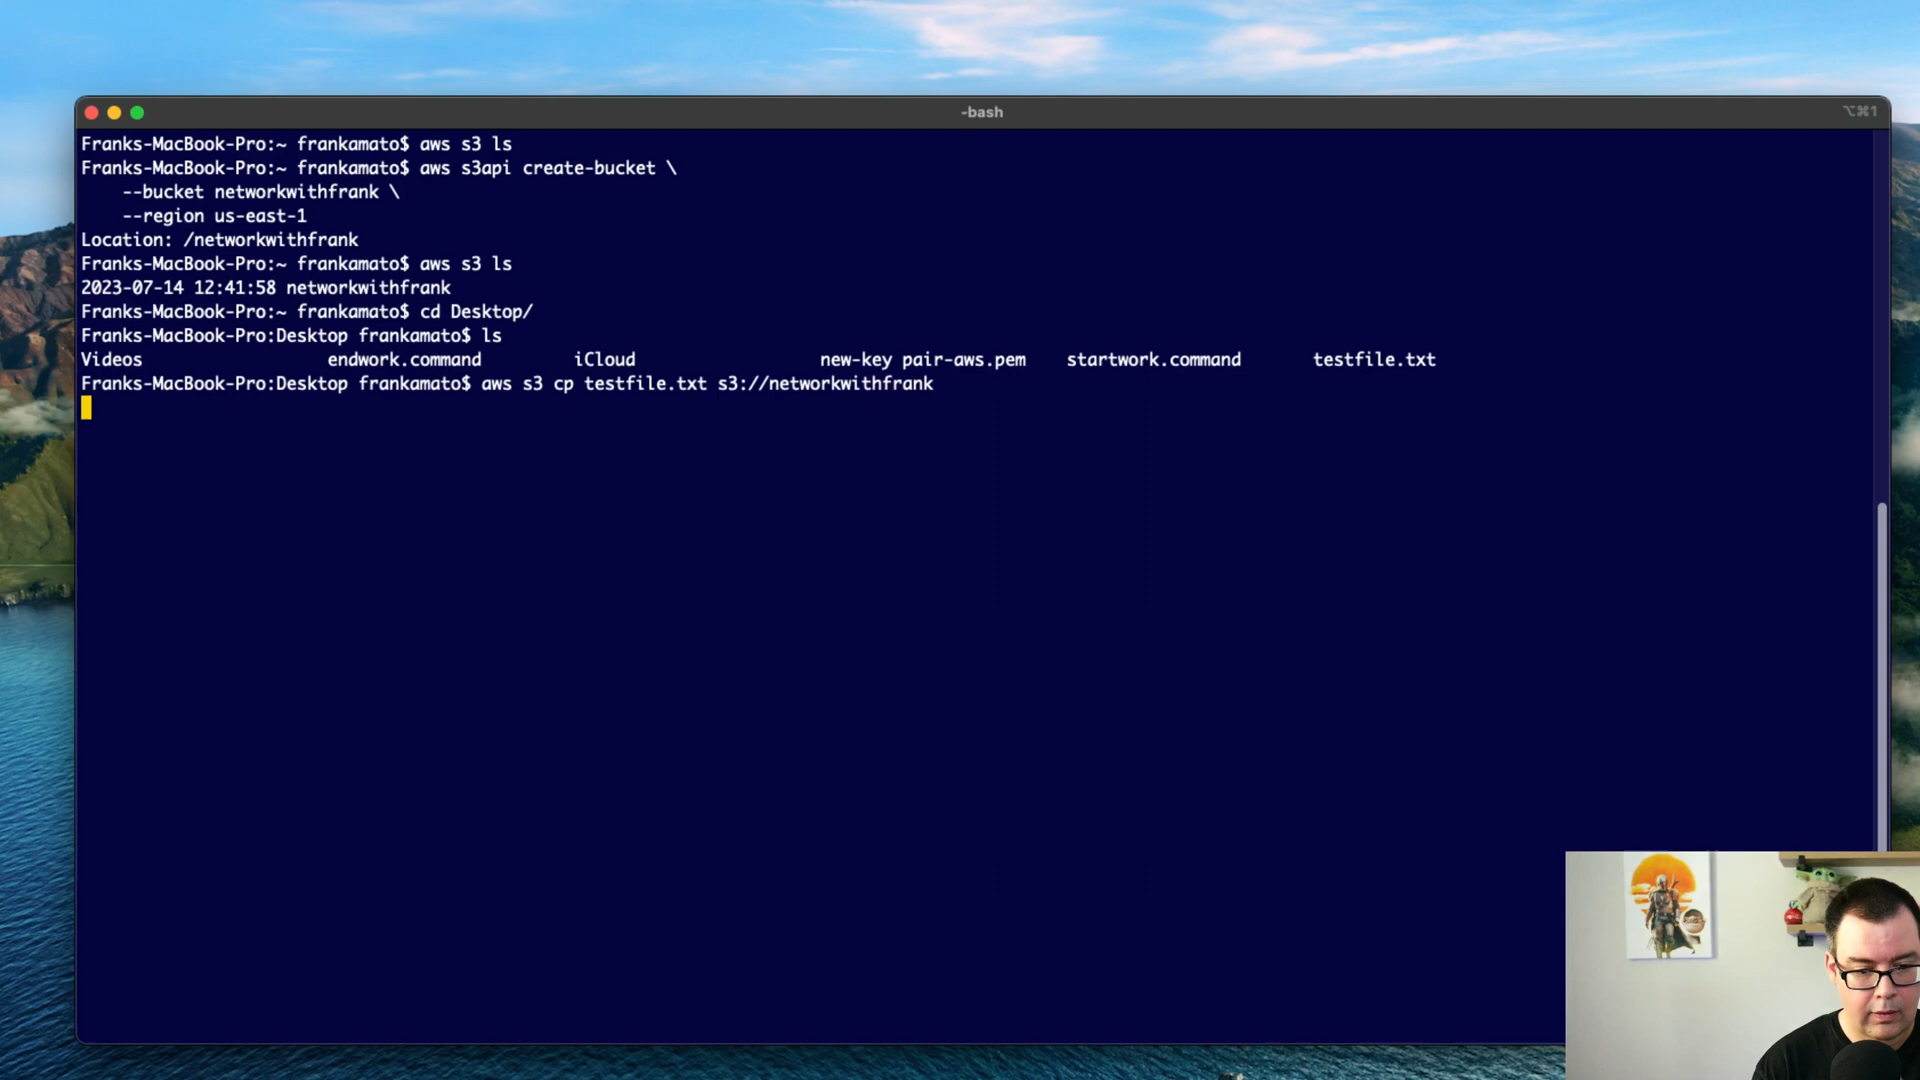 -bash
⌥⌘1
Franks-MacBook-Pro:~ frankamato$ aws s3 ls
Franks-MacBook-Pro:~ frankamato$ aws s3api create-bucket \
    --bucket networkwithfrank \
    --region us-east-1
Location: /networkwithfrank
Franks-MacBook-Pro:~ frankamato$ aws s3 ls
2023-07-14 12:41:58 networkwithfrank
Franks-MacBook-Pro:~ frankamato$ cd Desktop/
Franks-MacBook-Pro:Desktop frankamato$ ls
Videos                  endwork.command         iCloud                  new-key pair-aws.pem    startwork.command       testfile.txt
Franks-MacBook-Pro:Desktop frankamato$ aws s3 cp testfile.txt s3://networkwithfrank